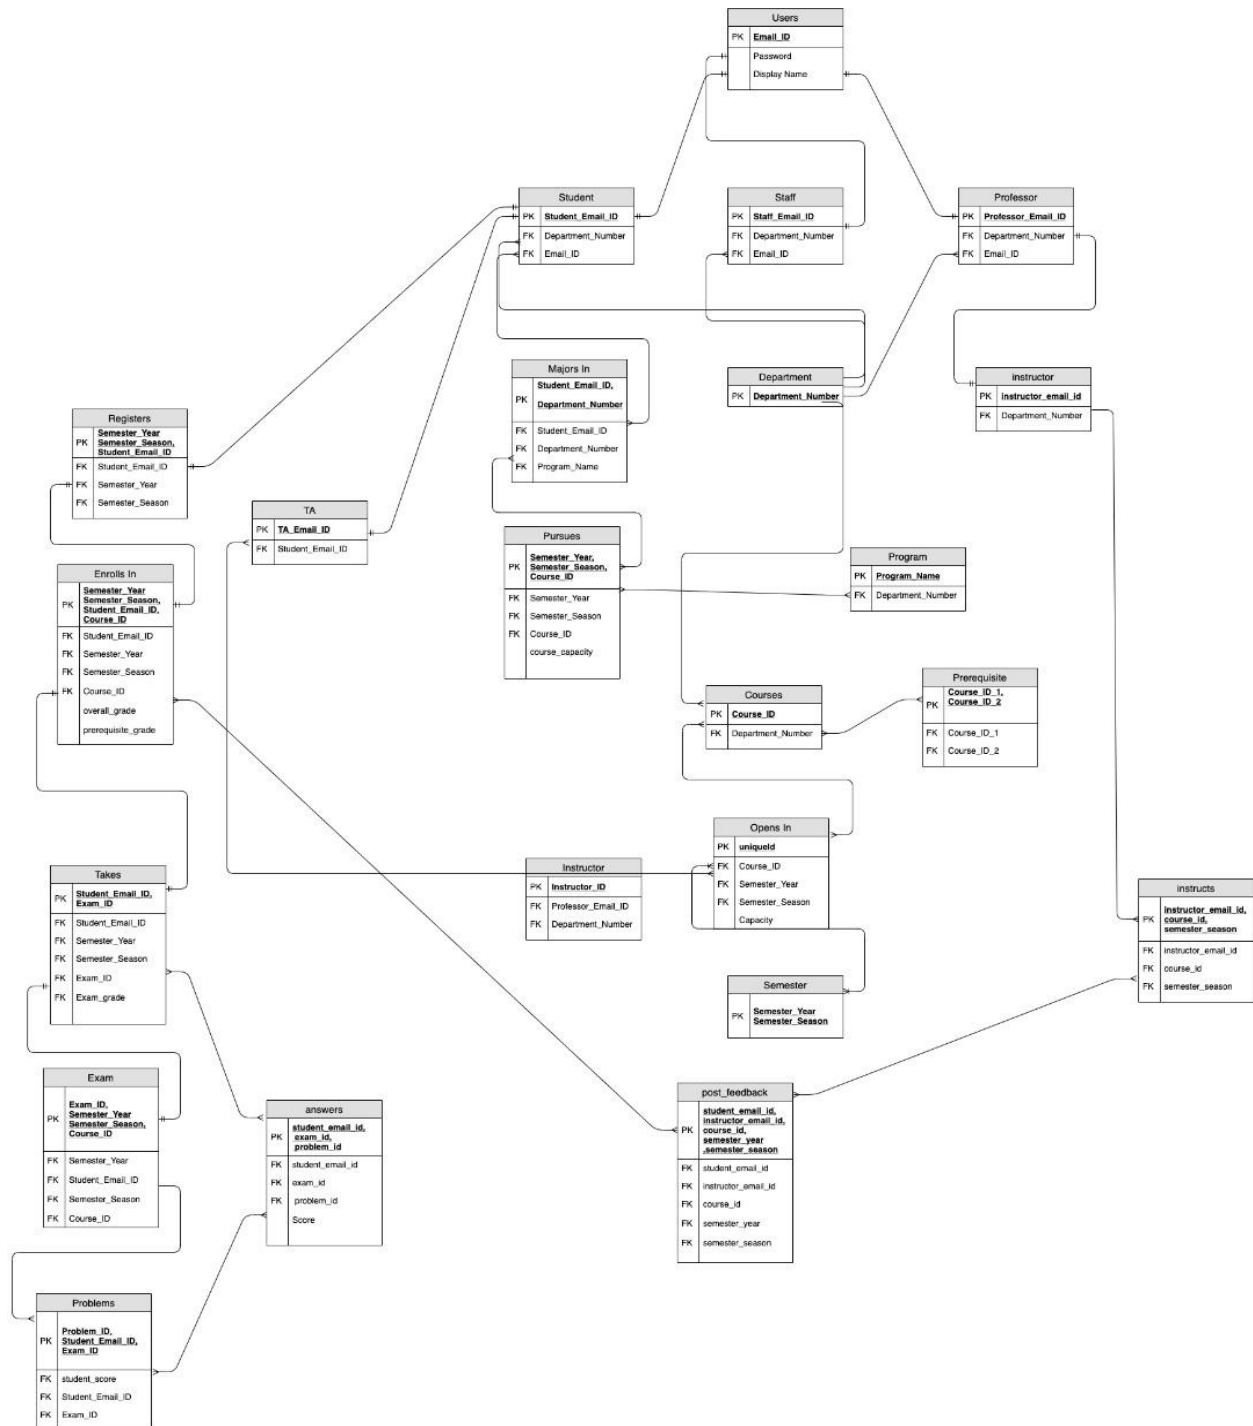 Users
PK Email_ID
Password
Display Name
Student
PK Student_Email_ID
FK Department_Number
FK Email_ID
Staff
PK Staff_Email_ID
FK Department_Number
FK Email_ID
Professor
PK Professor_Email_ID
FK Department_Number
FK Email_ID
Majors In
PK Student_Email_ID,
Department_Number
FK Student_Email_ID
FK Department_Number
FK Program_Name
Department
PK Department_Number
instructor
PK instructor_email_id
FK Department_Number
Registers
PK Semester_Year
Semester_Season,
Student_Email_ID
FK Student_Email_ID
FK Semester_Year
FK Semester_Season
TA
PK TA_Email_ID
FK Student_Email_ID
Pursues
PK Semester_Year,
Semester_Season,
Course_ID
FK Semester_Year
FK Semester_Season
FK Course_ID
course_capacity
Program
PK Program_Name
FK Department_Number
Enrolls In
PK Semester_Year
Semester_Season,
Student_Email_ID,
Course_ID
FK Student_Email_ID
FK Semester_Year
FK Semester_Season
FK Course_ID
overall_grade
prerequisite_grade
Courses
PK Course_ID
FK Department_Number
Prerequisite
PK Course_ID_1,
Course_ID_2
FK Course_ID_1
FK Course_ID_2
Opens In
PK uniqueId
FK Course_ID
FK Semester_Year
FK Semester_Season
Capacity
Instructor
PK Instructor_ID
FK Professor_Email_ID
FK Department_Number
Takes
PK Student_Email_ID,
Exam_ID
FK Student_Email_ID
FK Semester_Year
FK Semester_Season
FK Exam_ID
FK Exam_grade
instructs
PK instructor_email_id,
course_id,
semester_season
FK instructor_email_id
FK course_id
FK semester_season
Semester
PK Semester_Year
Semester_Season
Exam
PK Exam_ID,
Semester_Year
Semester_Season,
Course_ID
FK Semester_Year
FK Student_Email_ID
FK Semester_Season
FK Course_ID
answers
PK student_email_id,
exam_id,
problem_id
FK student_email_id
FK exam_id
FK problem_id
Score
post_feedback
PK student_email_id,
instructor_email_id,
course_id,
semester_year
,semester_season
FK student_email_id
FK instructor_email_id
FK course_id
FK semester_year
FK semester_season
Problems
PK Problem_ID,
Student_Email_ID,
Exam_ID
FK student_score
FK Student_Email_ID
FK Exam_ID